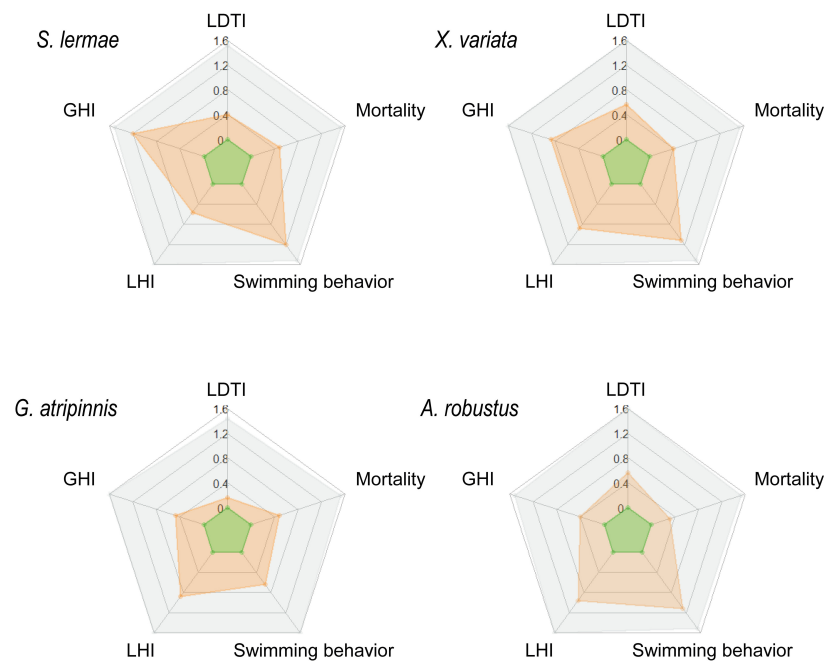 LDTI
S. lermae
1.6
1.2
GHI
Mortality
0.8
0.4
0
LHI
Swimming behavior
LDTI
X. variata
1.6
1.2
GHI
Mortality
0.8
0.4
0
LHI
Swimming behavior
LDTI
G. atripinnis
1.6
1.2
GHI
Mortality
0.8
0.4
0
LHI
Swimming behavior
LDTI
A. robustus
1.6
1.2
GHI
Mortality
0.8
0.4
0
LHI
Swimming behavior